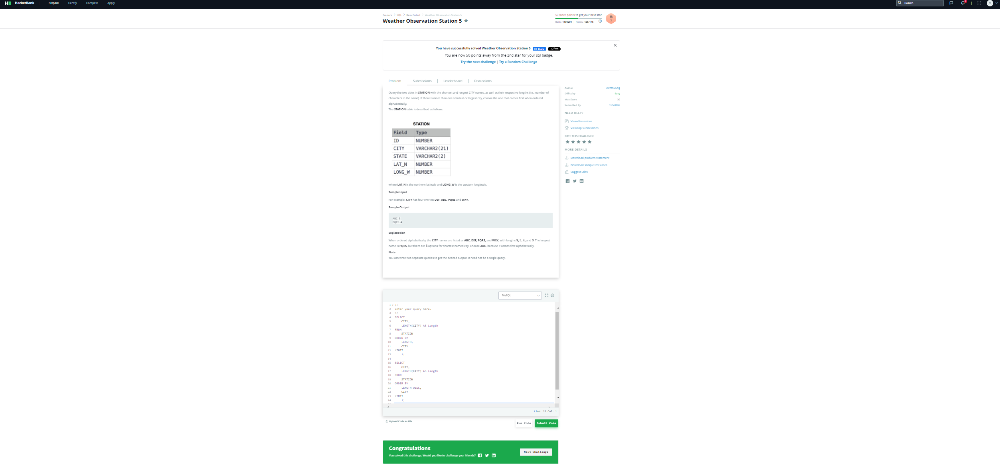 HackerRank
Prepare
Certify
Compete
Apply
Search
Prepare > SQL > Basic Select > Weather Observation Station 5
Weather Observation Station 5
50 more points to get your next star!
Rank: 1100201 | Points: 125/175
You have successfully solved Weather Observation Station 5 Share Post
You are now 50 points away from the 2nd star for your sql badge.
Try the next challenge | Try a Random Challenge
Problem
Submissions
Leaderboard
Discussions
Query the two cities in STATION with the shortest and longest CITY names, as well as their respective lengths (i.e.: number of
characters in the name). If there is more than one smallest or largest city, choose the one that comes first when ordered
alphabetically.
The STATION table is described as follows:
STATION
Field Type
ID NUMBER
CITY VARCHAR2(21)
STATE VARCHAR2(2)
LAT_N NUMBER
LONG_W NUMBER
where LAT_N is the northern latitude and LONG_W is the western longitude.
Sample Input
For example, CITY has four entries: DEF, ABC, PQRS and WXY.
Sample Output
ABC 3
PQRS 4
Explanation
When ordered alphabetically, the CITY names are listed as ABC, DEF, PQRS, and WXY, with lengths 3, 3, 4, and 3. The longest
name is PQRS, but there are 3 options for shortest named city. Choose ABC, because it comes first alphabetically.
Note
You can write two separate queries to get the desired output. It need not be a single query.
Author AvmnuSng
Difficulty Easy
Max Score 30
Submitted By 1050860
NEED HELP?
View discussions
View top submissions
RATE THIS CHALLENGE
MORE DETAILS
Download problem statement
Download sample test cases
Suggest Edits
MySQL
1 /*
2 Enter your query here.
3 */
4 SELECT
5 CITY,
6 LENGTH(CITY) AS Length
7 FROM
8 STATION
9 ORDER BY
10 LENGTH,
11 CITY
12 LIMIT
13 1;
14
15 SELECT
16 CITY,
17 LENGTH(CITY) AS Length
18 FROM
19 STATION
20 ORDER BY
21 LENGTH DESC,
22 CITY
23 LIMIT
24 1;
Line: 25 Col: 1
Upload Code as File
Run Code
Submit Code
Congratulations
You solved this challenge. Would you like to challenge your friends?
Next Challenge